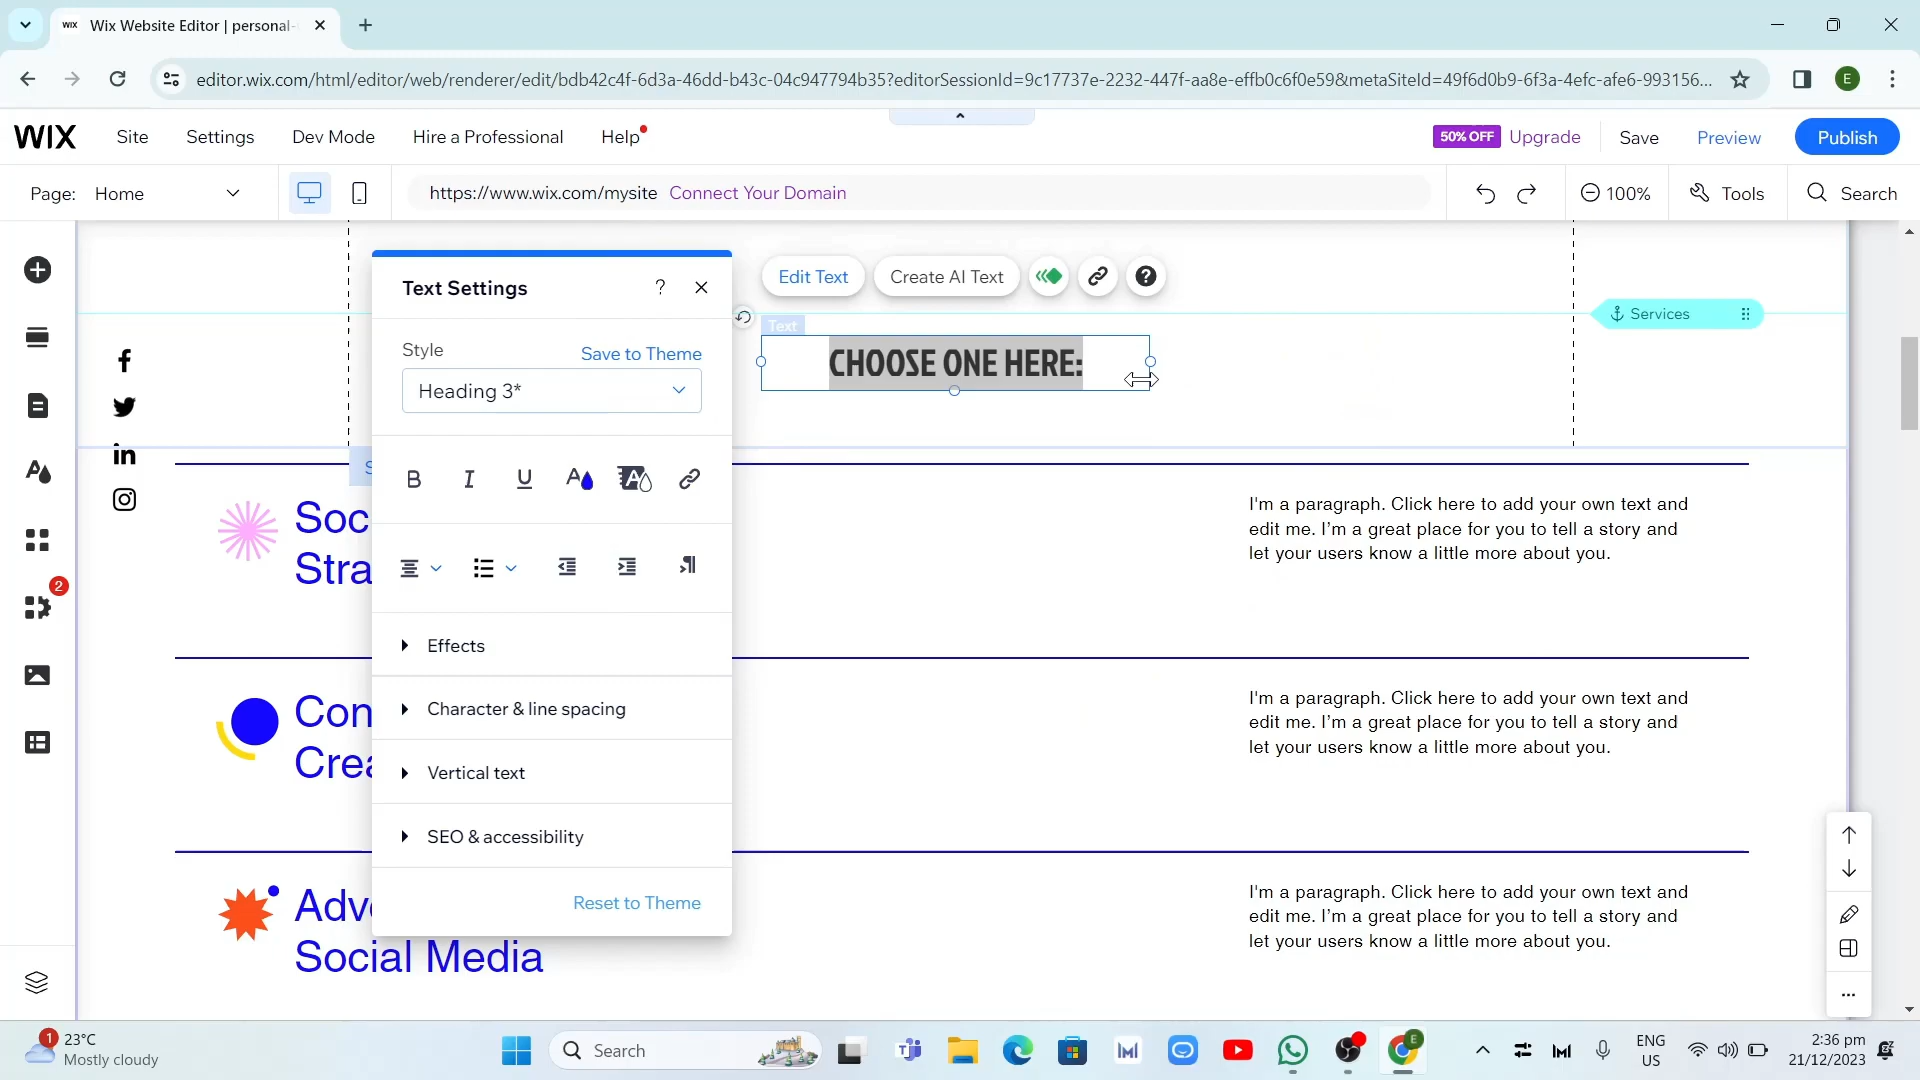 WIX Wix Website Editor | personal-
editor.wix.com/html/editor/web/renderer/edit/bdb42c4f-6d3a-46dd-b43c-04c947794b35?editorSessionId=9c17737e-2232-447f-aa8e-effb0c6f0e59&metaSiteId=49f6d0b9-6f3a-4efc-afe6-993156... E
WIX Site Settings Dev Mode Hire a Professional Help 50% OFF Upgrade Save Preview Publish
Page: Home https://www.wix.com/mysite Connect Your Domain 100% Tools Search
Text Settings ?
Edit Text Create AI Text ?
Services
Text
Style Save to Theme
Heading 3*
CHOOSE ONE HERE:
B I U A A
Effects
Character & line spacing
Vertical text
SEO & accessibility
Reset to Theme
S
Soc
Stra
I'm a paragraph. Click here to add your own text and
edit me. I'm a great place for you to tell a story and
let your users know a little more about you.
2
Con
Crea
I'm a paragraph. Click here to add your own text and
edit me. I'm a great place for you to tell a story and
let your users know a little more about you.
Adve
Social Media
I'm a paragraph. Click here to add your own text and
edit me. I'm a great place for you to tell a story and
let your users know a little more about you.
1 23°C
Mostly cloudy
Search
E
ENG
US
2:36 pm
21/12/2023